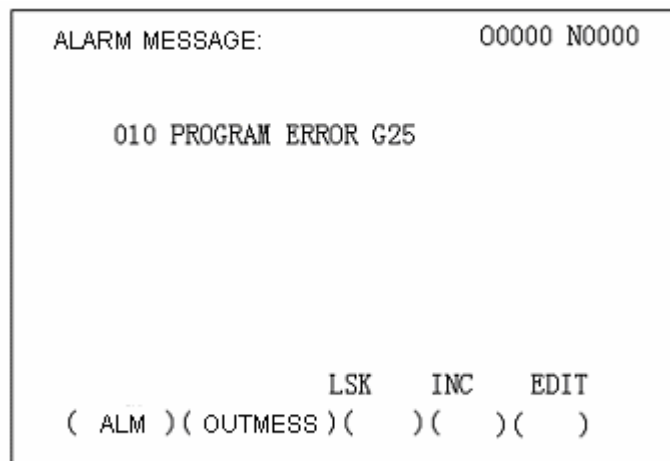 ALARM MESSAGE: O0000 N0000
010 PROGRAM ERROR G25
LSK INC EDIT
( ALM )( OUTMESS )( )( )( )